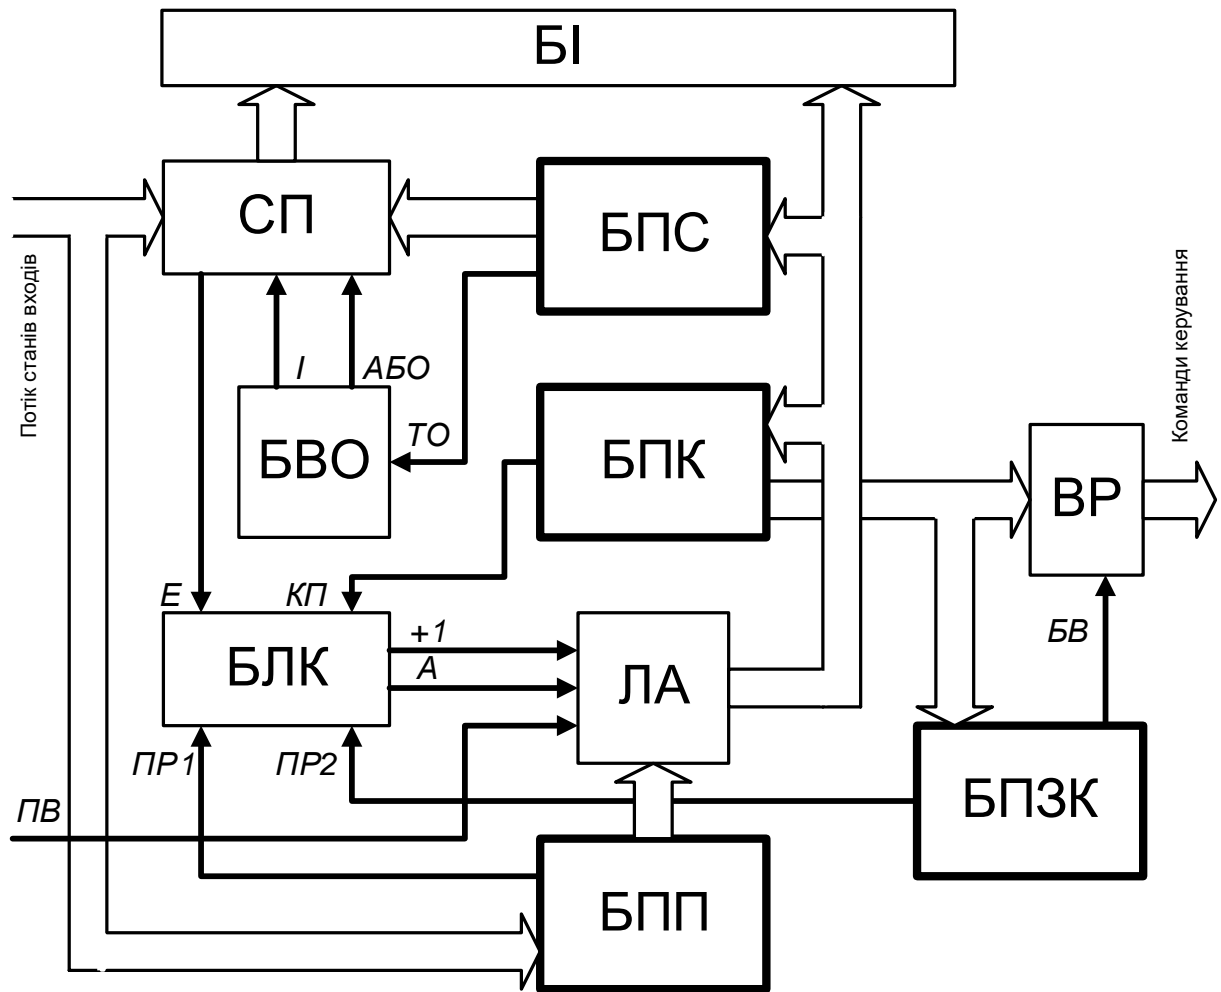 БІ
СП
БПС
Потік станів входів
Команди керування
І
АБО
БВО
ТО
БПК
ВР
Е
КП
БЛК
+1
А
ЛА
БВ
ПР1
ПР2
ПВ
БПЗК
БПП